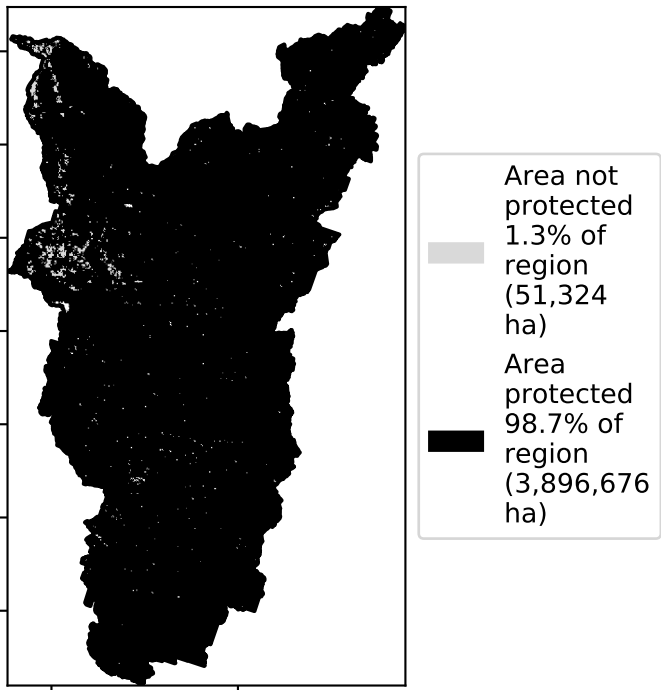 Area not
protected
1.3% of
region
(51,324
ha)
Area
protected
98.7% of
region
(3,896,676
ha)